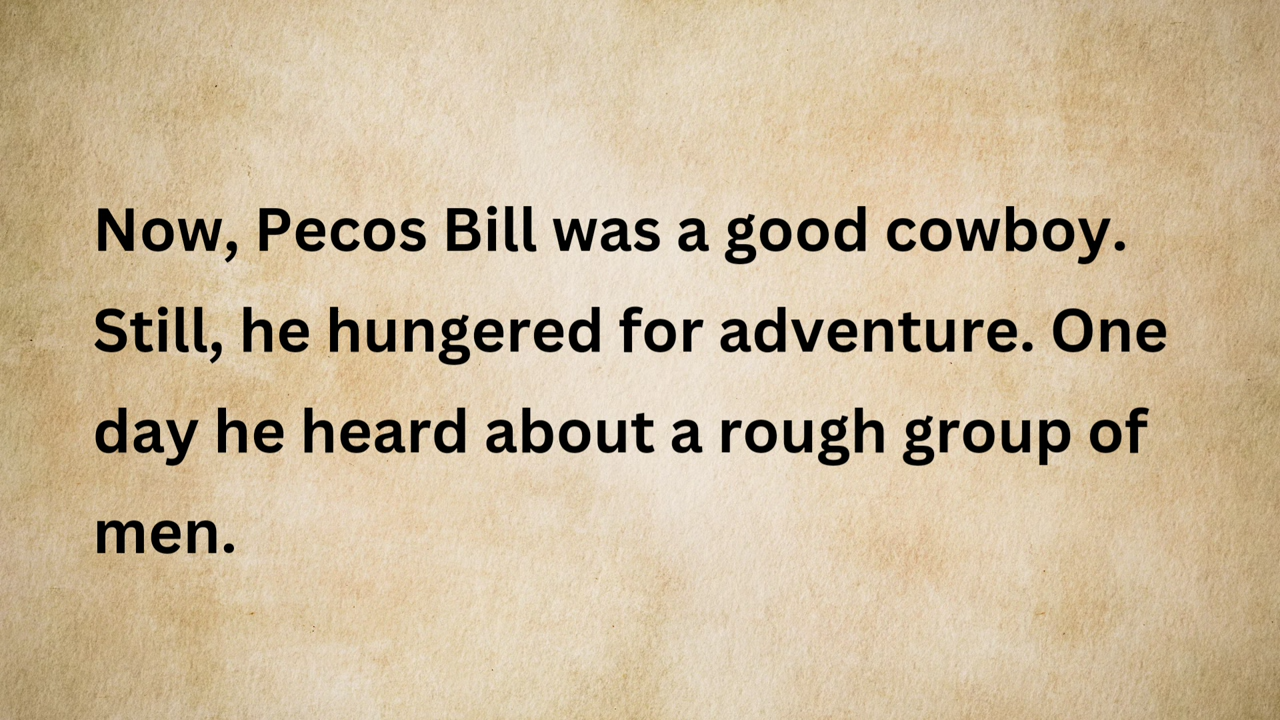 Now, Pecos Bill was a good cowboy.
Still, he hungered for adventure. One
day he heard about a rough group of
men.